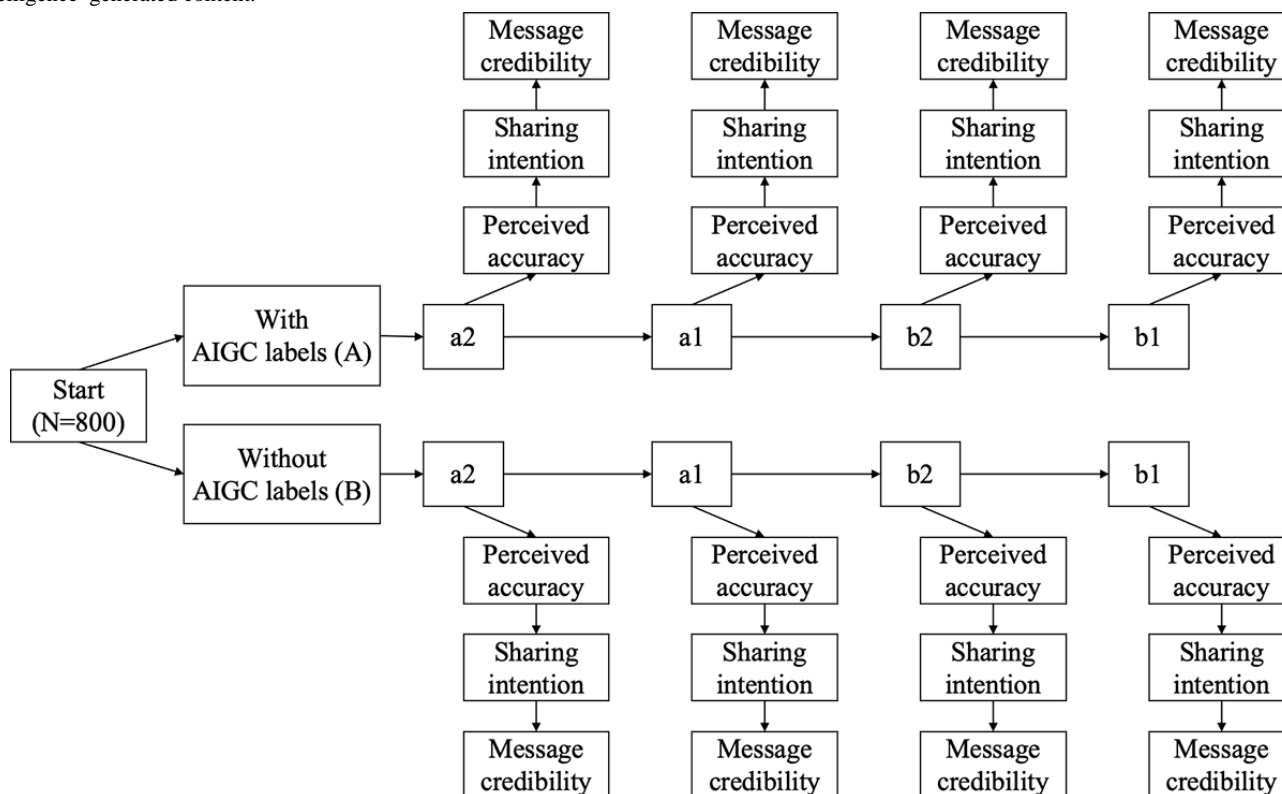 elligence–generated content.
Message
credibility
Message
credibility
Message
credibility
Message
credibility
Sharing
intention
Sharing
intention
Sharing
intention
Sharing
intention
Perceived
accuracy
Perceived
accuracy
Perceived
accuracy
Perceived
accuracy
With
AIGC labels (A)
a2
a1
b2
b1
Start
(N=800)
Without
AIGC labels (B)
a2
a1
b2
b1
Perceived
accuracy
Perceived
accuracy
Perceived
accuracy
Perceived
accuracy
Sharing
intention
Sharing
intention
Sharing
intention
Sharing
intention
Message
credibility
Message
credibility
Message
credibility
Message
credibility